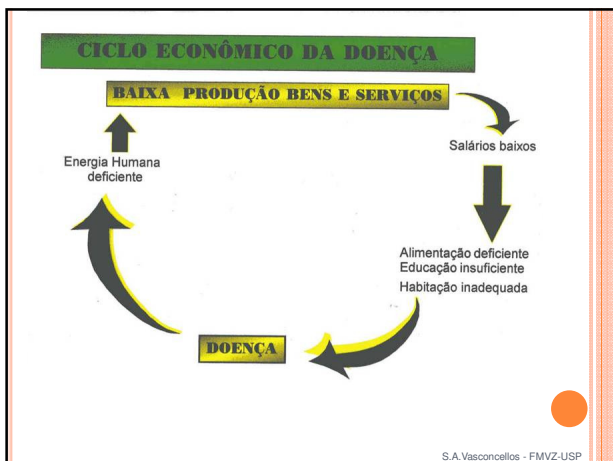 CICLO ECONÔMICO DA DOENÇA
BAIXA PRODUÇÃO BENS E SERVIÇOS
Salários baixos
Energia Humana
deficiente
Alimentação deficiente
Educação insuficiente
Habitação inadequada
DOENÇA
S.A.Vasconcellos - FMVZ-USP